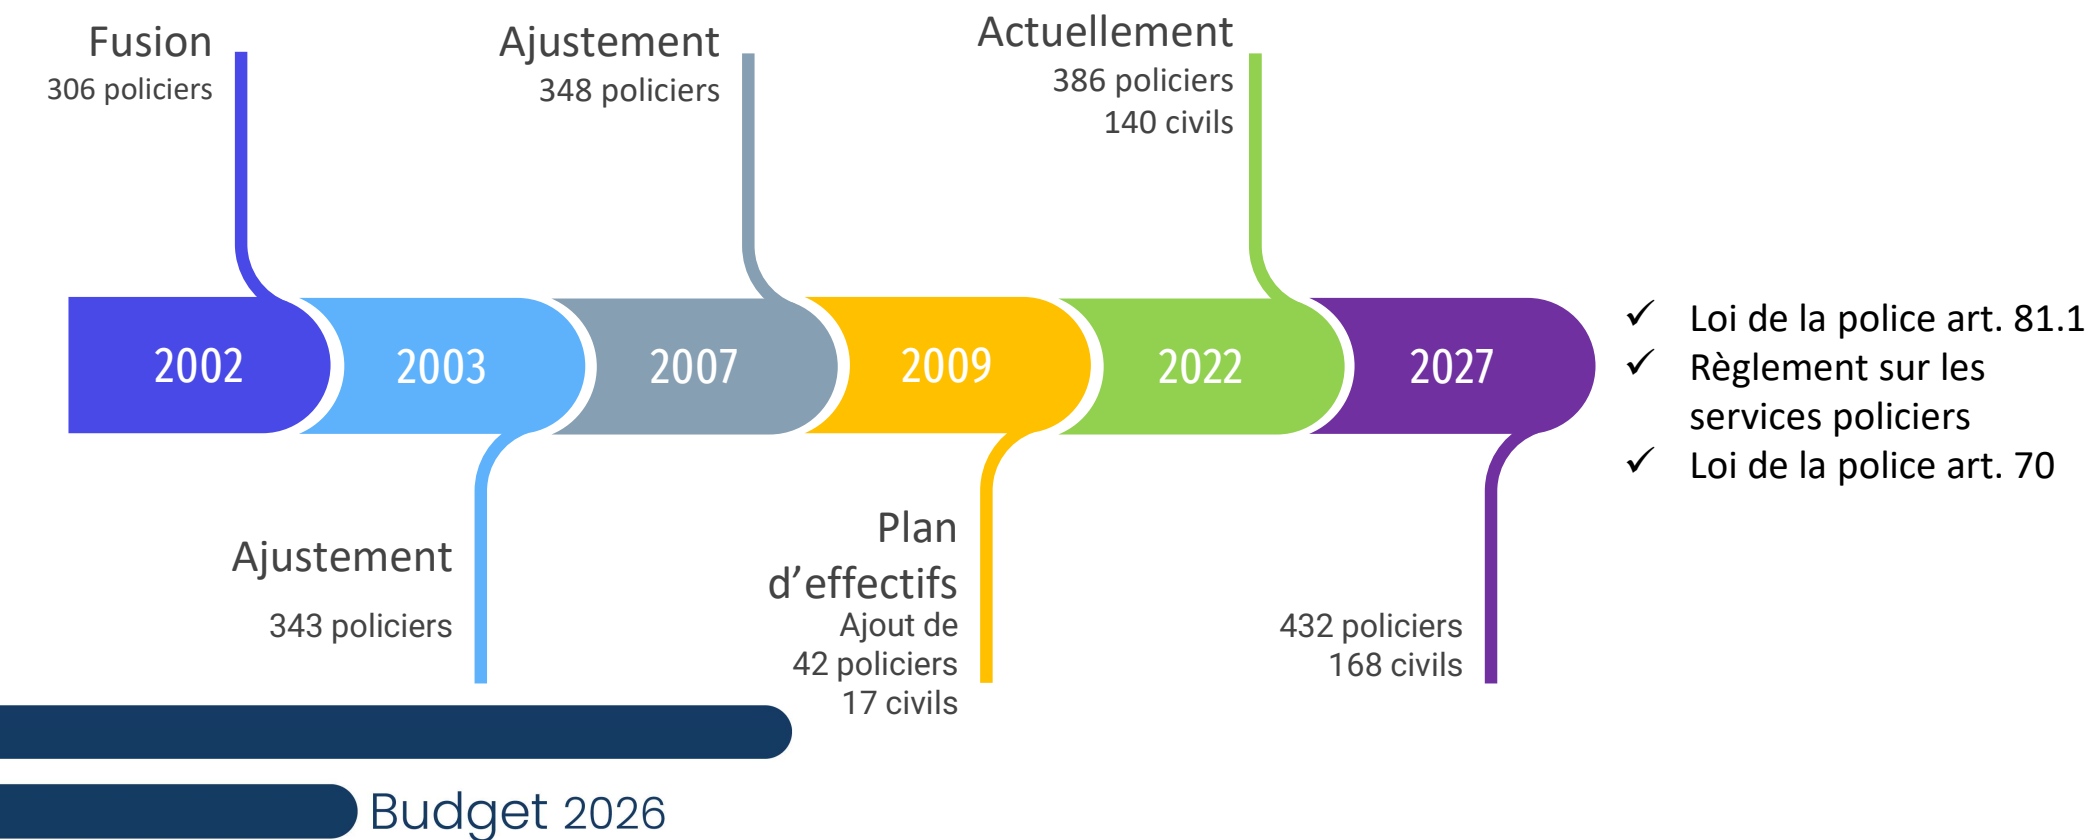 Fusion
306 policiers
Ajustement
348 policiers
Actuellement
386 policiers
140 civils
2002
2003
2007
2009
2022
2027
✓ Loi de la police art. 81.1
✓ Règlement sur les
services policiers
✓ Loi de la police art. 70
Ajustement
343 policiers
Plan
d’effectifs
Ajout de
42 policiers
17 civils
432 policiers
168 civils
Budget 2026